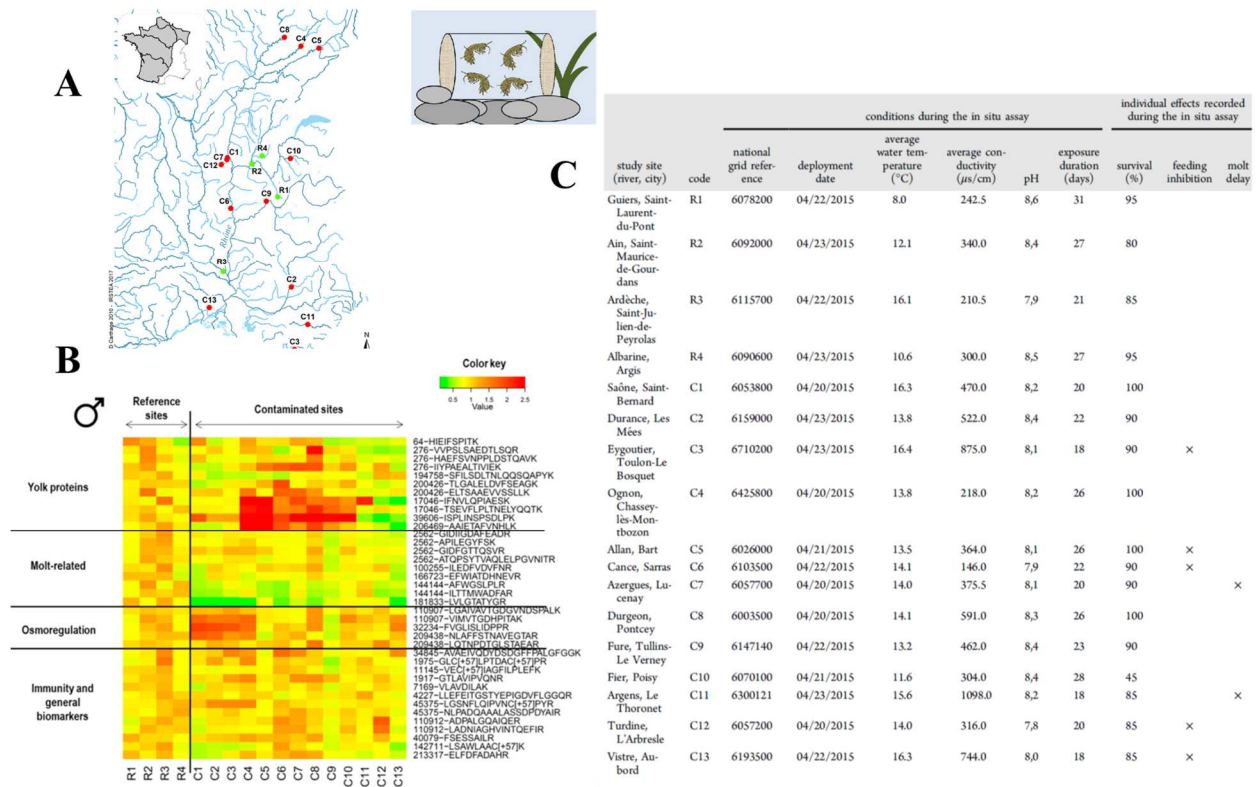 A
C8
C4
C5
C7
C1
C12
R4
R2
C10
R1
C9
C6
Rhône
R3
C2
C13
C11
C3
N
D Carthage 2010 - IRSTEA 2017
B
Color key
0.5 1 1.5 2.5
Value
Reference sites
Contaminated sites
Yolk proteins
Molt-related
Osmoregulation
Immunity and general biomarkers
64-HIEIFSPITK
276-VVPSLSAEDTLSQR
276-HAEFSVNPPLDSTQAVK
276-IIYPAEALTIVIEK
194758-SFILSDLTNLQQSQAPYK
200426-TLGALELDVFSEAGK
200426-ELTSAAEVVSSLLK
17046-IFNVLQPIAESK
17046-TSEVFLPLTNELYQQTK
39606-ISPLINSPSDLPK
206469-AAIETAFVNHLK
2562-GIDIIGDAFEADR
2562-APILEGYFSK
2562-GIDFGTTQSVR
2562-ATQPSYTVAQLELPGVNITR
100255-ILEDFVDVFNR
166723-EFWIATDHNEVR
144144-AFWGSLPLR
144144-ILTTMWADFAR
181833-LVLGTATYGR
110907-LGAIVAVTGDGVNDSPALK
110907-VIMVTGDHPITAK
32234-FVGLISLIDPPR
209438-NLAFFSTNAVEGTAR
209438-LQTNPDTGLSTAEAR
34845-AVAEIVQDYDSDGFFPALGFGGK
1975-GLC[+57]LPTDAC[+57]PR
11145-VEC[+57]IAGFILPLEFK
1917-GTLAVIPVQNR
7169-VLAVDILAK
4227-LLEFEITGSTYEPIGDVFLGGQR
45375-LGSNFLQIPVNC[+57]PYR
45375-NLPADQAAALASSDPDYAIR
110912-ADPALGQAIQER
110912-LADNIAGHVINTQEFIR
40079-FSESSAILR
142711-LSAWLAAC[+57]K
213317-ELFDFADAHR
R1 R2 R3 R4 C1 C2 C3 C4 C5 C6 C7 C8 C9 C10 C11 C12 C13
C
conditions during the in situ assay
individual effects recorded during the in situ assay
study site (river, city) code national grid reference deployment date average water temperature (°C) average conductivity (μs/cm) pH exposure duration (days) survival (%) feeding inhibition molt delay
Guiers, Saint-Laurent-du-Pont R1 6078200 04/22/2015 8.0 242.5 8,6 31 95
Ain, Saint-Maurice-de-Gourdans R2 6092000 04/23/2015 12.1 340.0 8,4 27 80
Ardèche, Saint-Julien-de-Peyrolas R3 6115700 04/22/2015 16.1 210.5 7,9 21 85
Albarine, Argis R4 6090600 04/23/2015 10.6 300.0 8,5 27 95
Saône, Saint-Bernard C1 6053800 04/20/2015 16.3 470.0 8,2 20 100
Durance, Les Mées C2 6159000 04/23/2015 13.8 522.0 8,4 22 90
Eygoutier, Toulon-Le Bosquet C3 6710200 04/23/2015 16.4 875.0 8,1 18 90 ×
Ognon, Chassey-lès-Montbozon C4 6425800 04/20/2015 13.8 218.0 8,2 26 100
Allan, Bart C5 6026000 04/21/2015 13.5 364.0 8,1 26 100 ×
Cance, Sarras C6 6103500 04/22/2015 14.1 146.0 7,9 22 90 ×
Azergues, Lucenay C7 6057700 04/20/2015 14.0 375.5 8,1 20 90 ×
Durgeon, Pontcey C8 6003500 04/20/2015 14.1 591.0 8,3 26 100
Fure, Tullins-Le Verney C9 6147140 04/22/2015 13.2 462.0 8,4 23 90
Fier, Poisy C10 6070100 04/21/2015 11.6 304.0 8,4 28 45
Argens, Le Thoronet C11 6300121 04/23/2015 15.6 1098.0 8,2 18 85 ×
Turdine, L'Arbresle C12 6057200 04/20/2015 14.0 316.0 7,8 20 85 ×
Vistre, Aubord C13 6193500 04/22/2015 16.3 744.0 8,0 18 85 ×